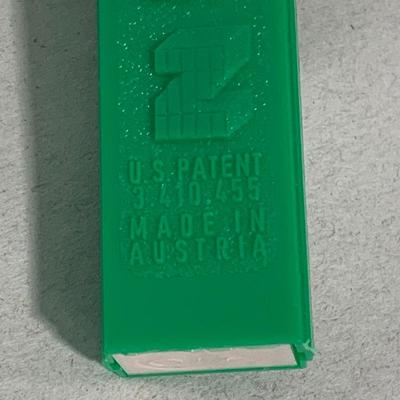 Z
U.S. PATENT
3 410 455
MADE IN
AUSTRIA